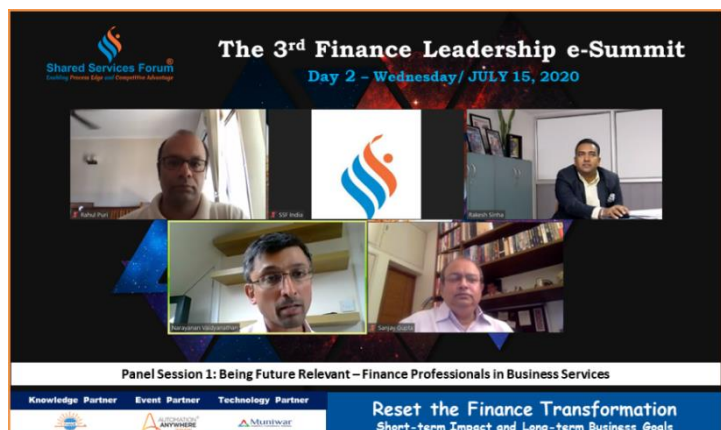 The 3rd Finance Leadership e-Summit
Shared Services Forum®
Enabling Process Edge and Competitive Advantage
Day 2 – Wednesday/ JULY 15, 2020
Rahul Puri
SSF India
Rakesh Sinha
Narayanan Vaidyanathan
Sanjay Gupta
Panel Session 1: Being Future Relevant – Finance Professionals in Business Services
Knowledge Partner Event Partner Technology Partner
Reset the Finance Transformation
AUTOMATION ANYWHERE
Muniwar
Short-term Impact and Long-term Business Goals